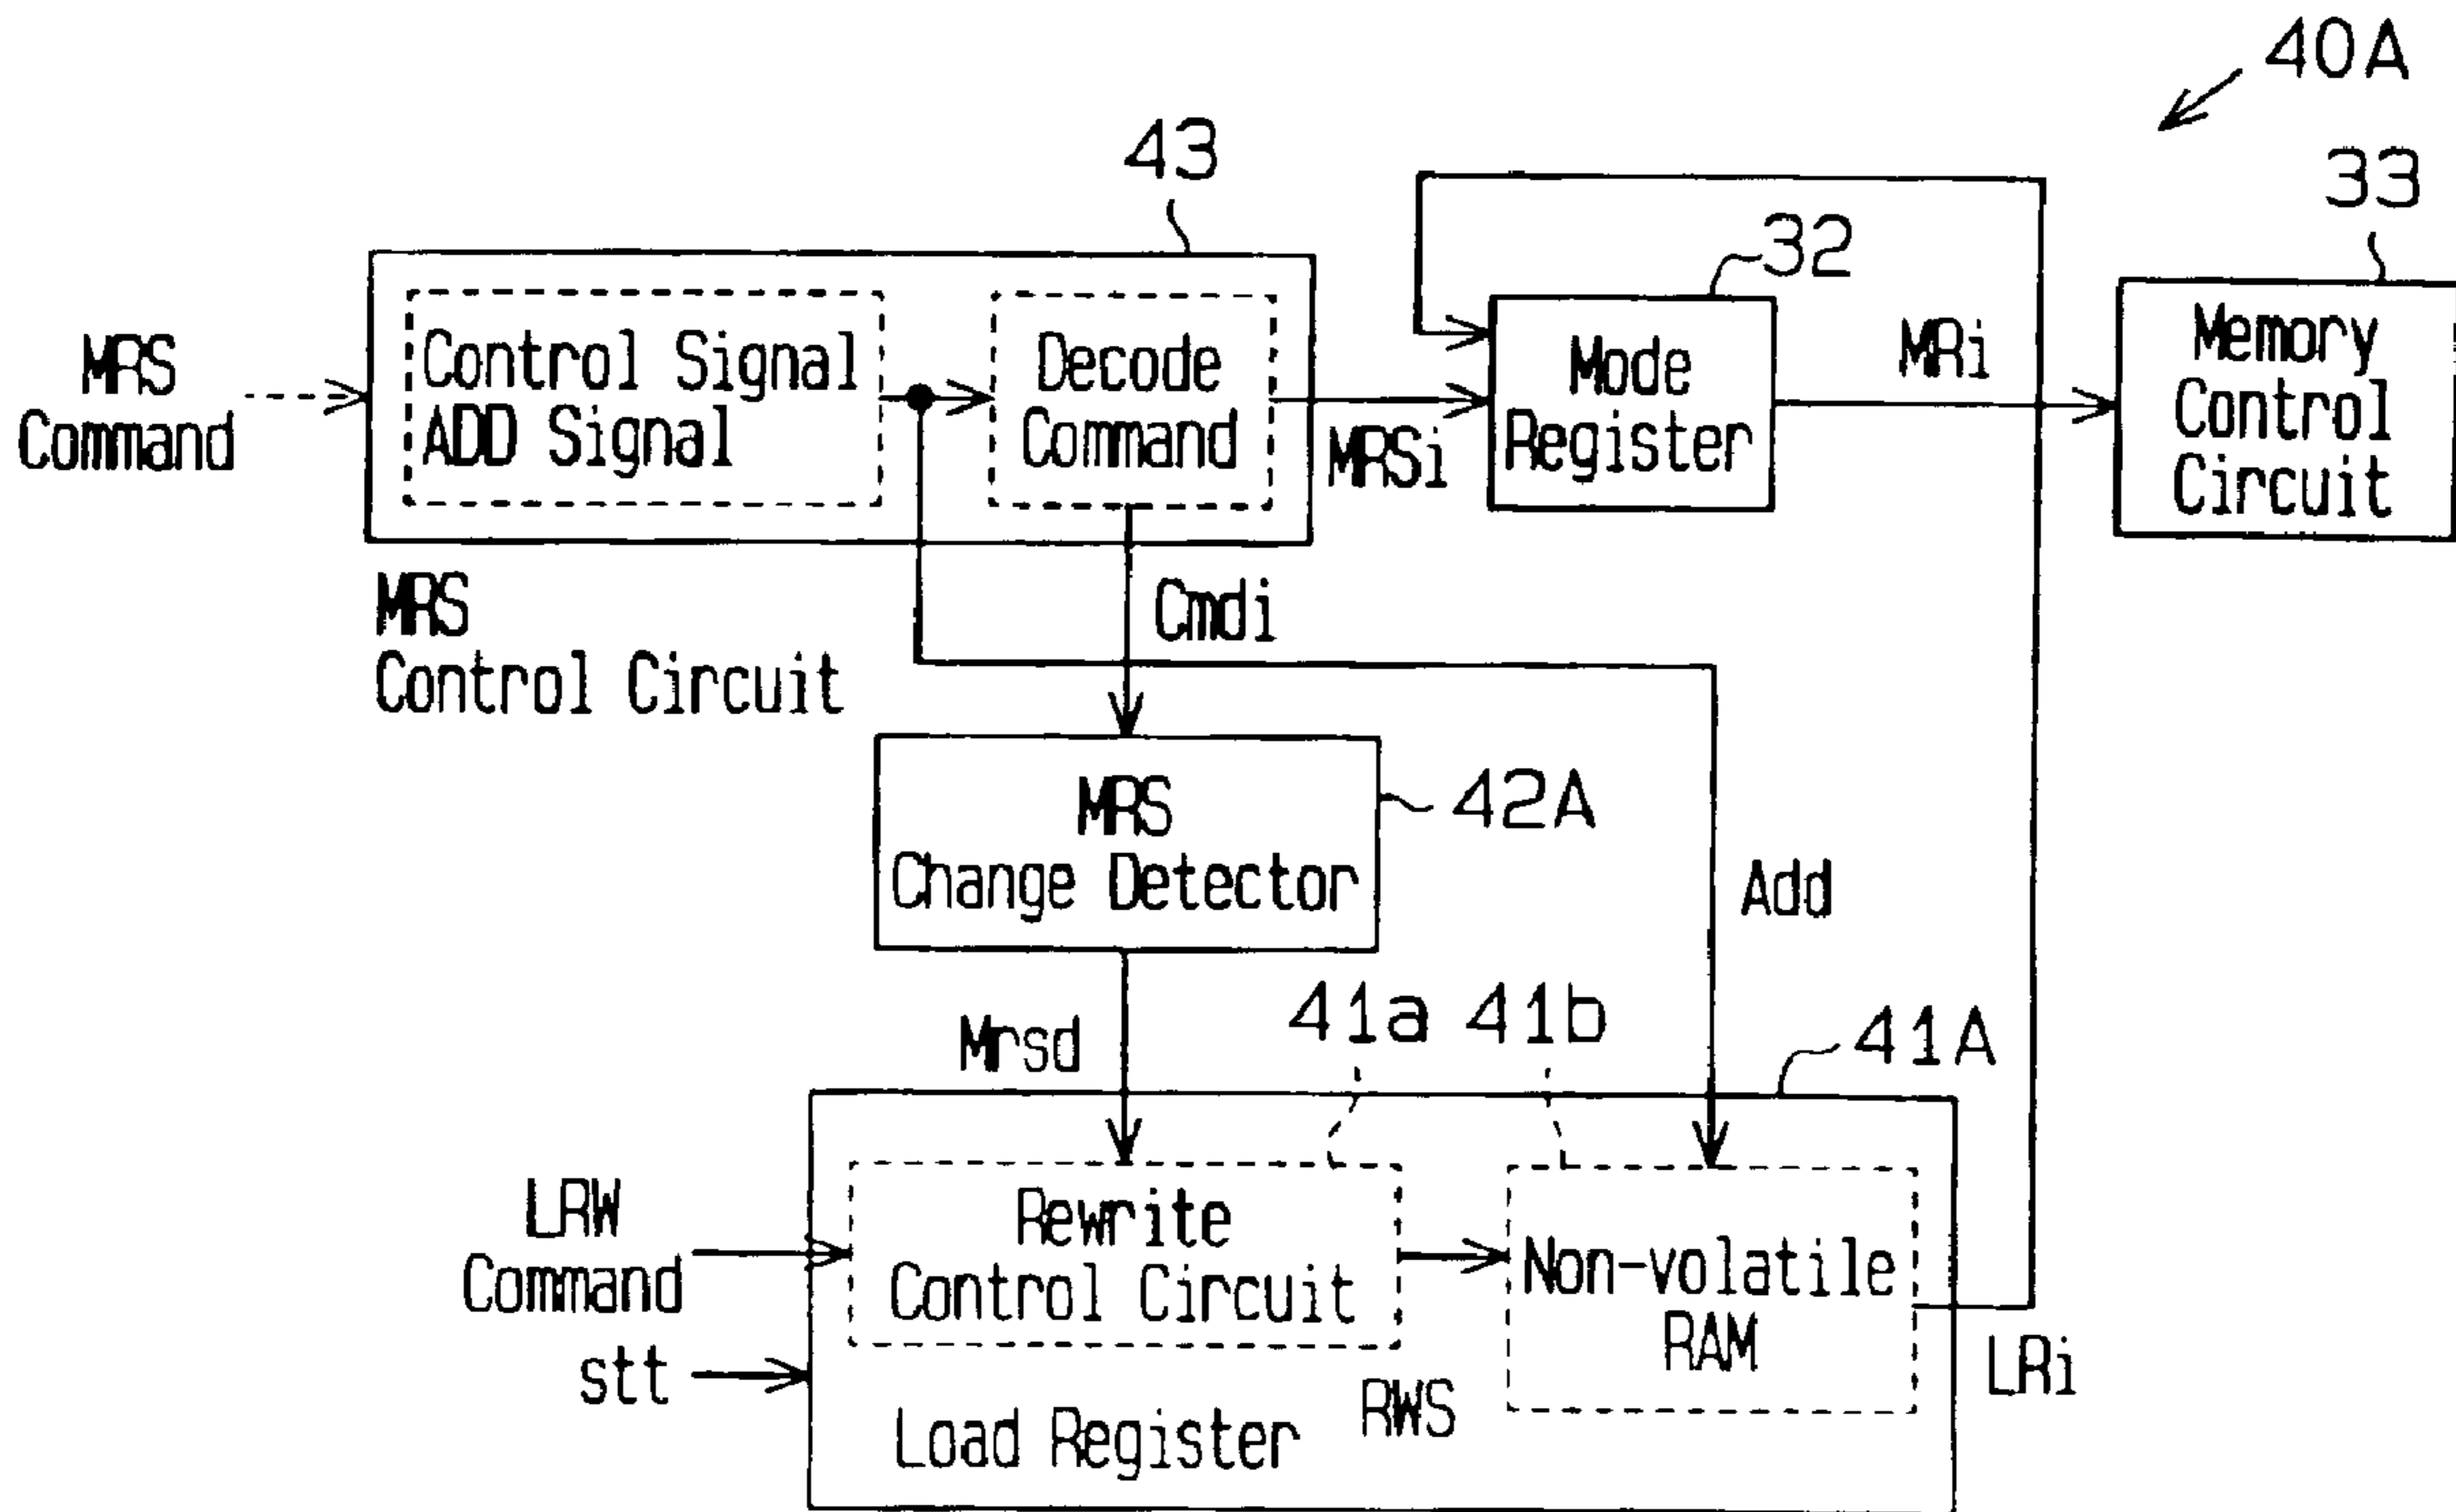 40A
43
33
32
MRS
Command
Control Signal
ADD Signal
Decode
Command
MRSi
Mode
Register
MRi
Memory
Control
Circuit
MRS
Control Circuit
Cmdi
MRS
Change Detector
42A
Add
Mrsd
41a
41b
41A
LRW
Command
stt
Rewrite
Control Circuit
Non-volatile
RAM
RWS
Load Register
LRi